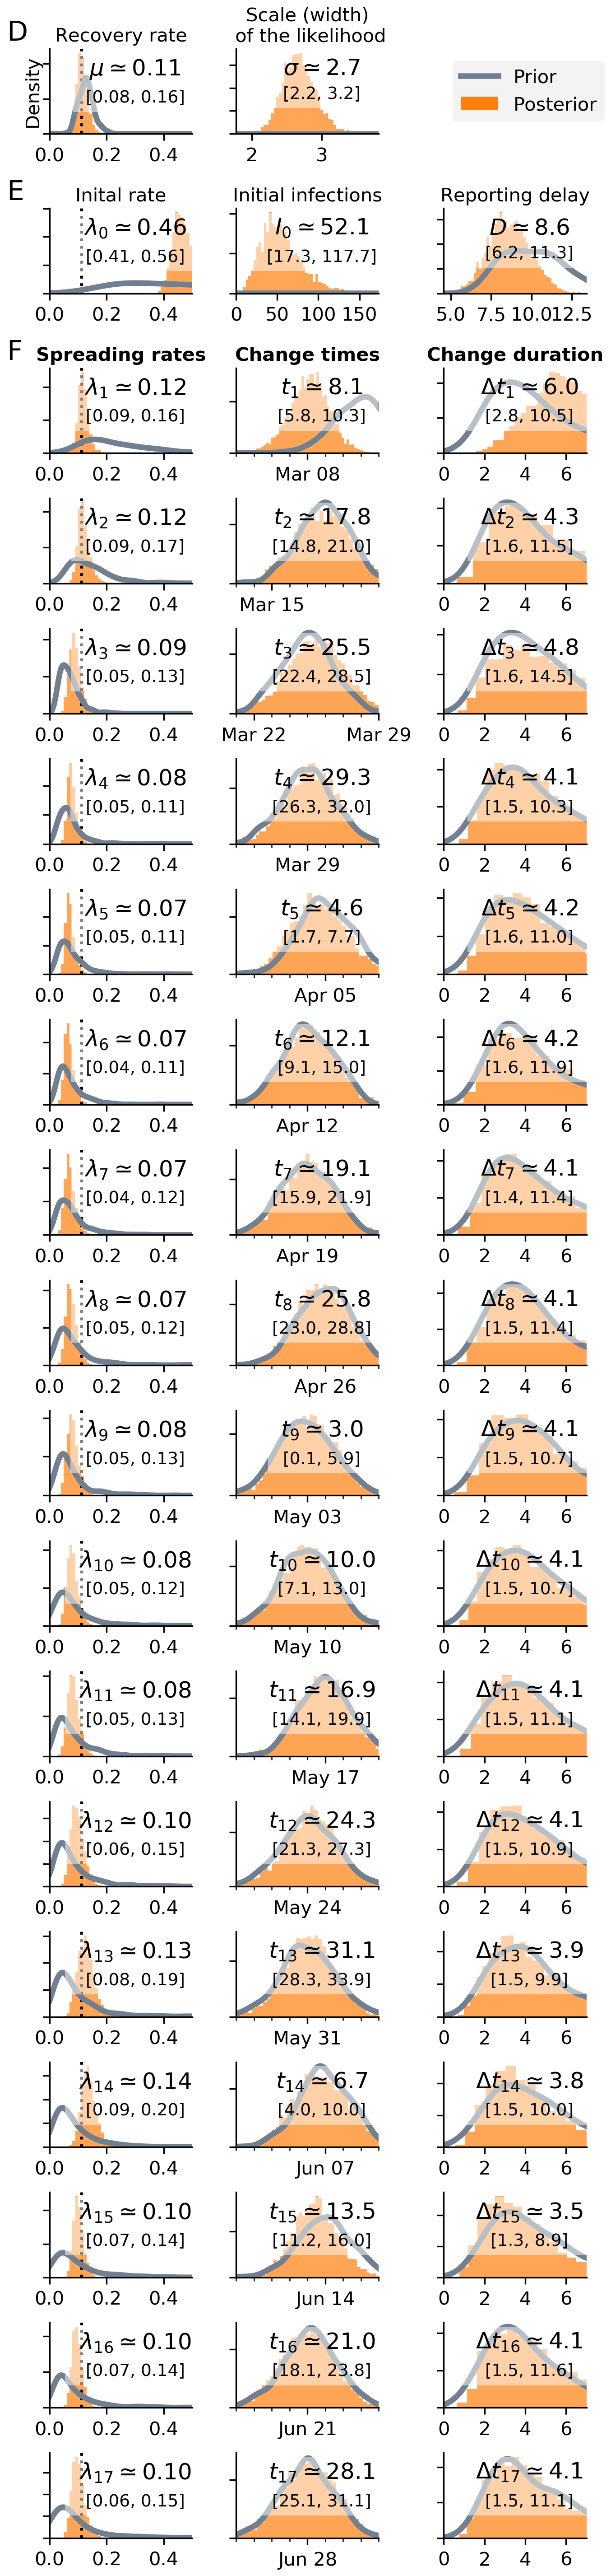 D
Recovery rate
Scale (width)
of the likelihood
Density
μ ≃ 0.11
[0.08, 0.16]
0.0 0.2 0.4
σ ≃ 2.7
[2.2, 3.2]
2 3
Prior
Posterior
E
Inital rate
λ0 ≃ 0.46
[0.41, 0.56]
0.0 0.2 0.4
Initial infections
I0 ≃ 52.1
[17.3, 117.7]
0 50 100 150
Reporting delay
D ≃ 8.6
[6.2, 11.3]
5.0 7.5 10.0 12.5
F
Spreading rates Change times Change duration
λ1 ≃ 0.12 t1 ≃ 8.1 Δt1 ≃ 6.0
[0.09, 0.16] [5.8, 10.3] [2.8, 10.5]
0.0 0.2 0.4 Mar 08 0 2 4 6
λ2 ≃ 0.12 t2 ≃ 17.8 Δt2 ≃ 4.3
[0.09, 0.17] [14.8, 21.0] [1.6, 11.5]
0.0 0.2 0.4 Mar 15 0 2 4 6
λ3 ≃ 0.09 t3 ≃ 25.5 Δt3 ≃ 4.8
[0.05, 0.13] [22.4, 28.5] [1.6, 14.5]
0.0 0.2 0.4 Mar 22 Mar 29 0 2 4 6
λ4 ≃ 0.08 t4 ≃ 29.3 Δt4 ≃ 4.1
[0.05, 0.11] [26.3, 32.0] [1.5, 10.3]
0.0 0.2 0.4 Mar 29 0 2 4 6
λ5 ≃ 0.07 t5 ≃ 4.6 Δt5 ≃ 4.2
[0.05, 0.11] [1.7, 7.7] [1.6, 11.0]
0.0 0.2 0.4 Apr 05 0 2 4 6
λ6 ≃ 0.07 t6 ≃ 12.1 Δt6 ≃ 4.2
[0.04, 0.11] [9.1, 15.0] [1.6, 11.9]
0.0 0.2 0.4 Apr 12 0 2 4 6
λ7 ≃ 0.07 t7 ≃ 19.1 Δt7 ≃ 4.1
[0.04, 0.12] [15.9, 21.9] [1.4, 11.4]
0.0 0.2 0.4 Apr 19 0 2 4 6
λ8 ≃ 0.07 t8 ≃ 25.8 Δt8 ≃ 4.1
[0.05, 0.12] [23.0, 28.8] [1.5, 11.4]
0.0 0.2 0.4 Apr 26 0 2 4 6
λ9 ≃ 0.08 t9 ≃ 3.0 Δt9 ≃ 4.1
[0.05, 0.13] [0.1, 5.9] [1.5, 10.7]
0.0 0.2 0.4 May 03 0 2 4 6
λ10 ≃ 0.08 t10 ≃ 10.0 Δt10 ≃ 4.1
[0.05, 0.12] [7.1, 13.0] [1.5, 10.7]
0.0 0.2 0.4 May 10 0 2 4 6
λ11 ≃ 0.08 t11 ≃ 16.9 Δt11 ≃ 4.1
[0.05, 0.13] [14.1, 19.9] [1.5, 11.1]
0.0 0.2 0.4 May 17 0 2 4 6
λ12 ≃ 0.10 t12 ≃ 24.3 Δt12 ≃ 4.1
[0.06, 0.15] [21.3, 27.3] [1.5, 10.9]
0.0 0.2 0.4 May 24 0 2 4 6
λ13 ≃ 0.13 t13 ≃ 31.1 Δt13 ≃ 3.9
[0.08, 0.19] [28.3, 33.9] [1.5, 9.9]
0.0 0.2 0.4 May 31 0 2 4 6
λ14 ≃ 0.14 t14 ≃ 6.7 Δt14 ≃ 3.8
[0.09, 0.20] [4.0, 10.0] [1.5, 10.0]
0.0 0.2 0.4 Jun 07 0 2 4 6
λ15 ≃ 0.10 t15 ≃ 13.5 Δt15 ≃ 3.5
[0.07, 0.14] [11.2, 16.0] [1.3, 8.9]
0.0 0.2 0.4 Jun 14 0 2 4 6
λ16 ≃ 0.10 t16 ≃ 21.0 Δt16 ≃ 4.1
[0.07, 0.14] [18.1, 23.8] [1.5, 11.6]
0.0 0.2 0.4 Jun 21 0 2 4 6
λ17 ≃ 0.10 t17 ≃ 28.1 Δt17 ≃ 4.1
[0.06, 0.15] [25.1, 31.1] [1.5, 11.1]
0.0 0.2 0.4 Jun 28 0 2 4 6